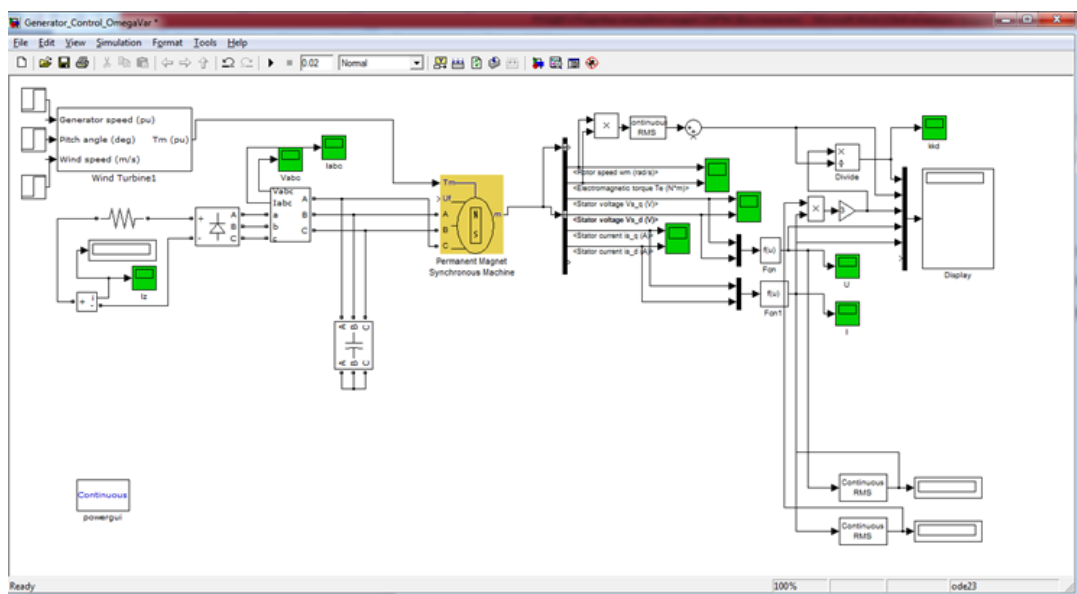 Generator_Control_OmegaVar *
File Edit View Simulation Format Tools Help
0.02 Normal
Generator speed (pu)
Pitch angle (deg) Tm (pu)
Wind speed (m/s)
Wind Turbine1
Vabc
Iabc
Vabc
Iabc
A
a
B
b
C
c
+
-
A
B
C
Iz
+
-
i
Tm
A
B
C
m
N
S
Permanent Magnet
Synchronous Machine
A B C
A B C
Continuous
powergui
×
ontinuous
RMS
<Rotor speed wm (rad/s)>
<Electromagnetic torque Te (N*m)>
<Stator voltage Vs_q (V)>
<Stator voltage Vs_d (V)>
<Stator current is_q (A)>
<Stator current is_d (A)>
×
÷
Divide
kkd
×
3
f(u)
Fcn
f(u)
Fcn1
U
I
Display
Continuous
RMS
Continuous
RMS
Ready 100% ode23